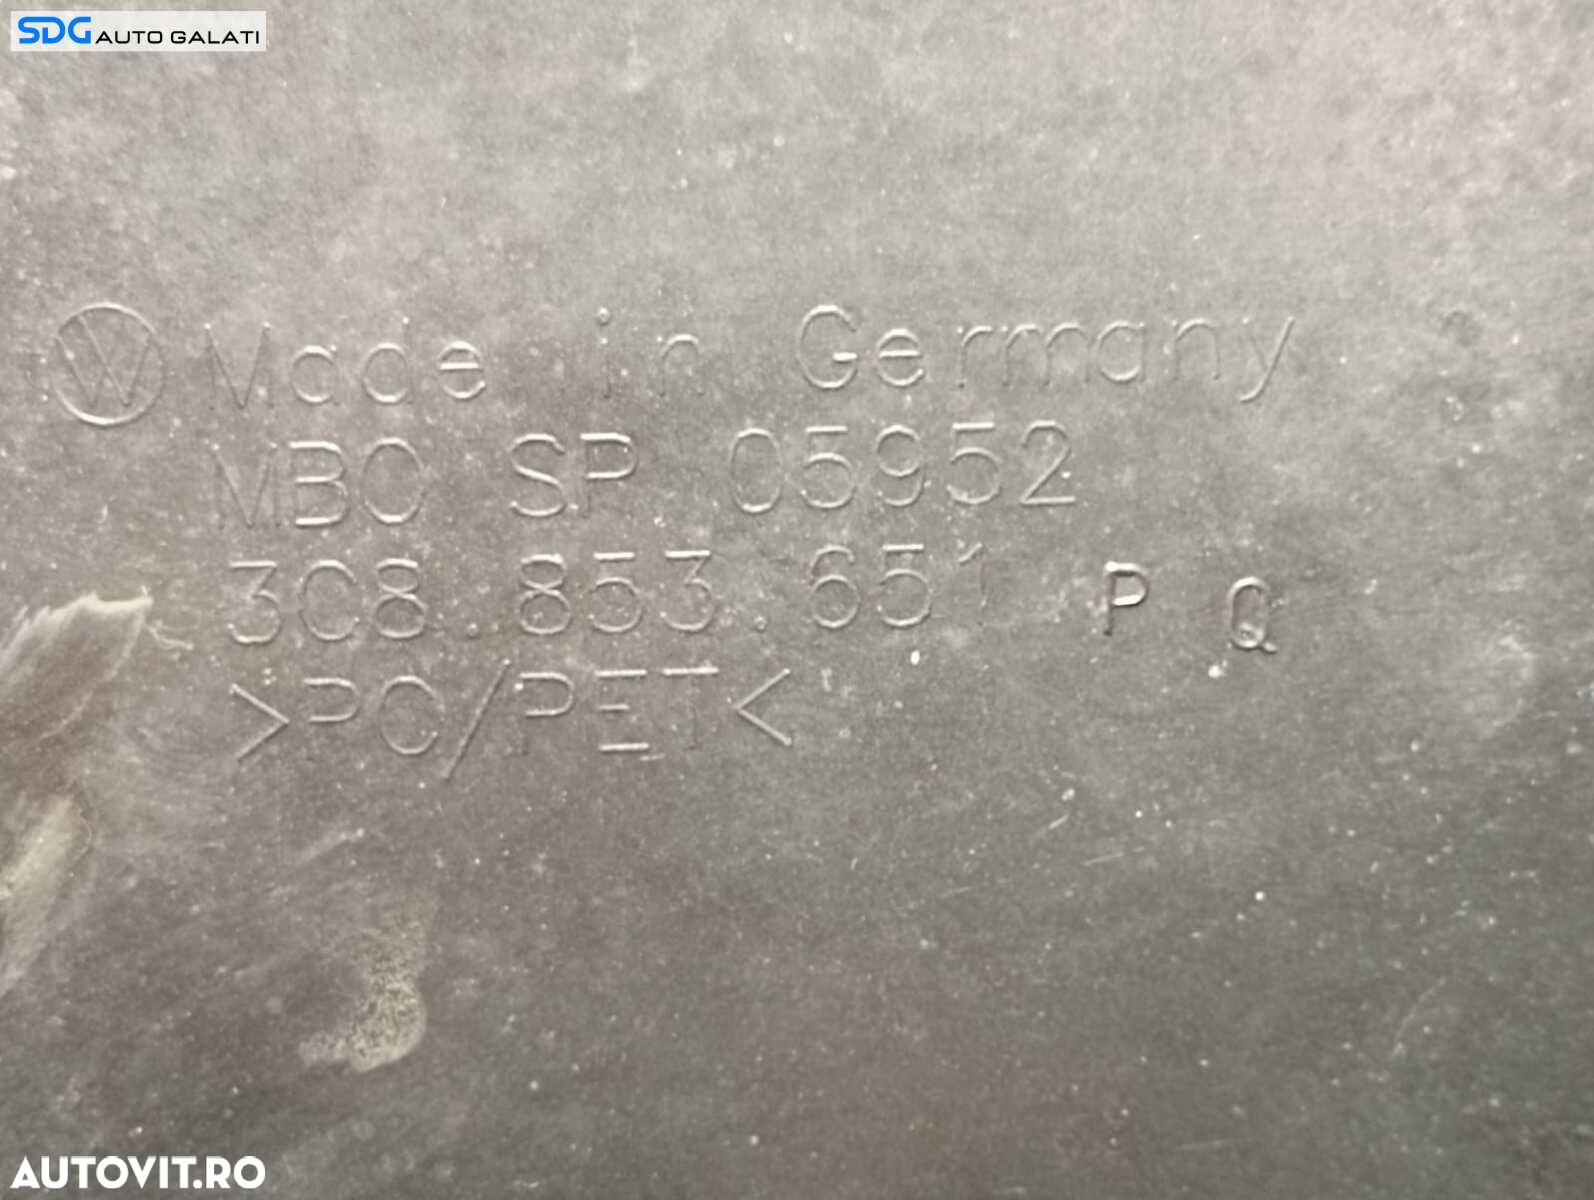 SDG AUTO GALATI
Made in Germany
MBO SP 05952
3C8.853.651 P Q
>PC/PET<
AUTOVIT.RO